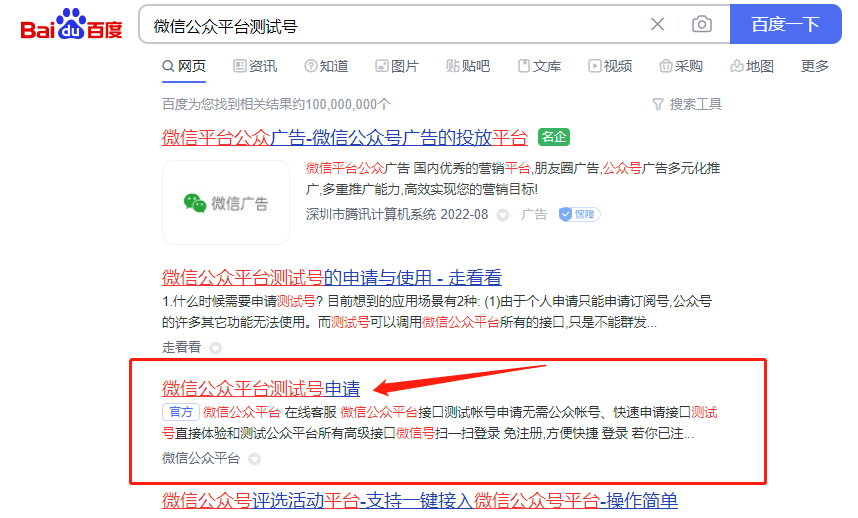 Bai du 百度
微信公众平台测试号
百度一下
网页 资讯 知道 图片 贴吧 文库 视频 采购 地图 更多
百度为您找到相关结果约100,000,000个
搜索工具
微信平台公众广告-微信公众号广告的投放平台 名企
微信广告
微信平台公众广告 国内优秀的营销平台,朋友圈广告,公众号广告多元化推
广,多重推广能力,高效实现您的营销目标!
深圳市腾讯计算机系统 2022-08 广告 保障
微信公众平台测试号的申请与使用 - 走看看
1.什么时候需要申请测试号? 目前想到的应用场景有2种: (1)由于个人申请只能申请订阅号,公众号
的许多其它功能无法使用。而测试号可以调用微信公众平台所有的接口,只是不能群发...
走看看
微信公众平台测试号申请
官方 微信公众平台 在线客服 微信公众平台接口测试帐号申请无需公众帐号、快速申请接口测试
号直接体验和测试公众平台所有高级接口微信号扫一扫登录 免注册,方便快捷 登录 若你已注...
微信公众平台
微信公众号评选活动平台-支持一键接入微信公众号平台-操作简单